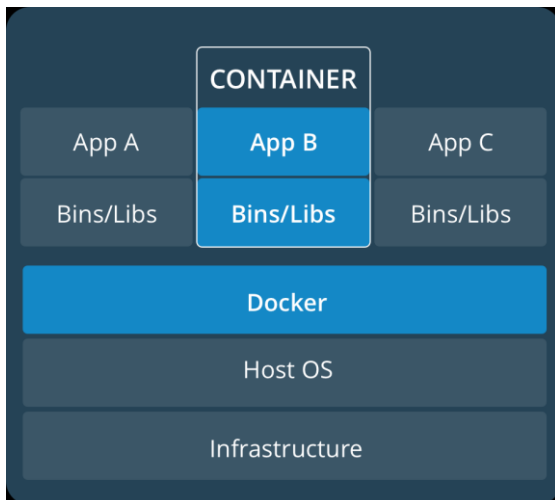 CONTAINER
App A App B App C
Bins/Libs Bins/Libs Bins/Libs
Docker
Host OS
Infrastructure